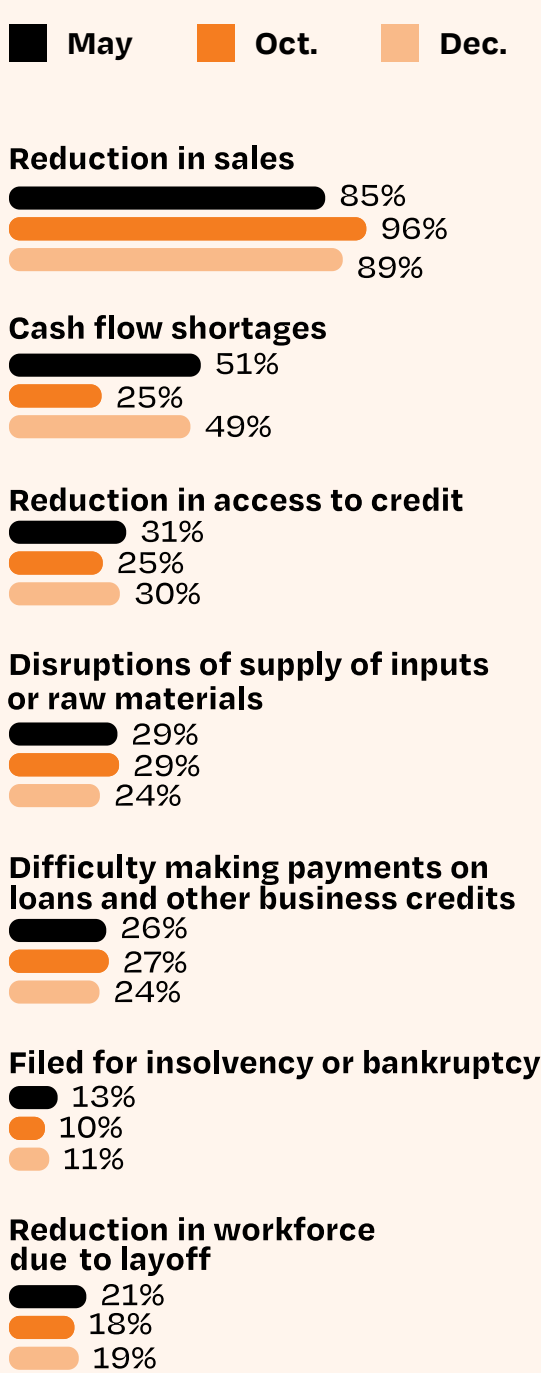 May Oct. Dec.
Reduction in sales
85%
96%
89%
Cash flow shortages
51%
25%
49%
Reduction in access to credit
31%
25%
30%
Disruptions of supply of inputs
or raw materials
29%
29%
24%
Difficulty making payments on
loans and other business credits
26%
27%
24%
Filed for insolvency or bankruptcy
13%
10%
11%
Reduction in workforce
due to layoff
21%
18%
19%